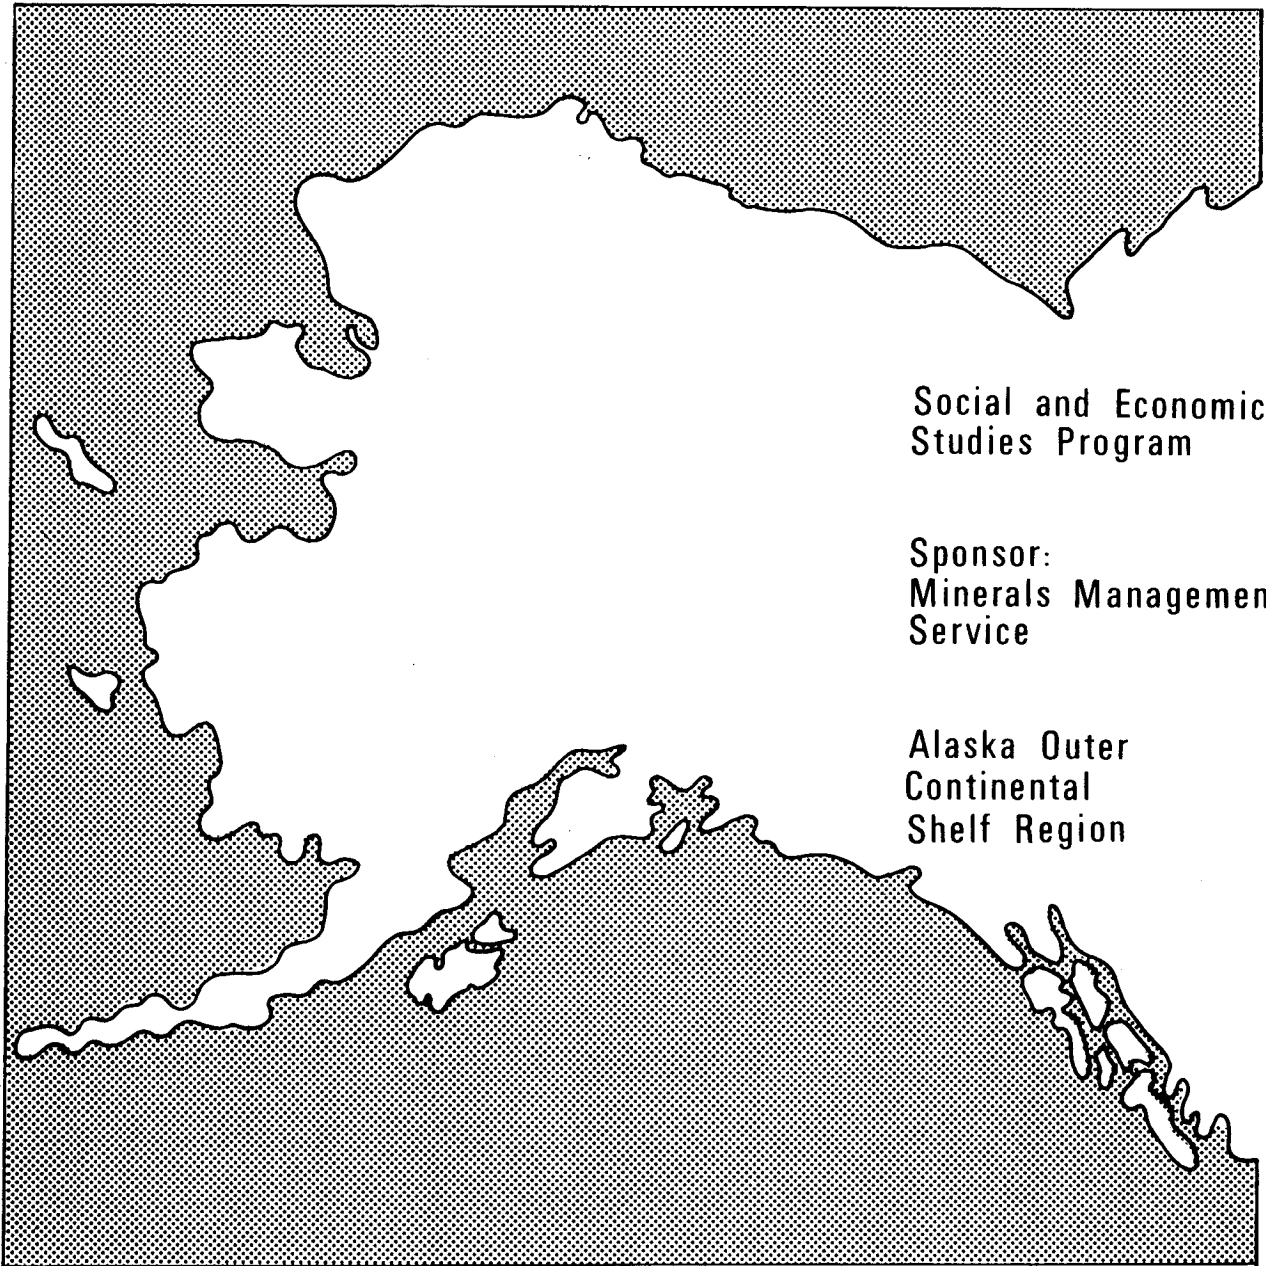 Social and Economic
Studies Program
Sponsor:
Minerals Managemen
Service
Alaska Outer
Continental
Shelf Region